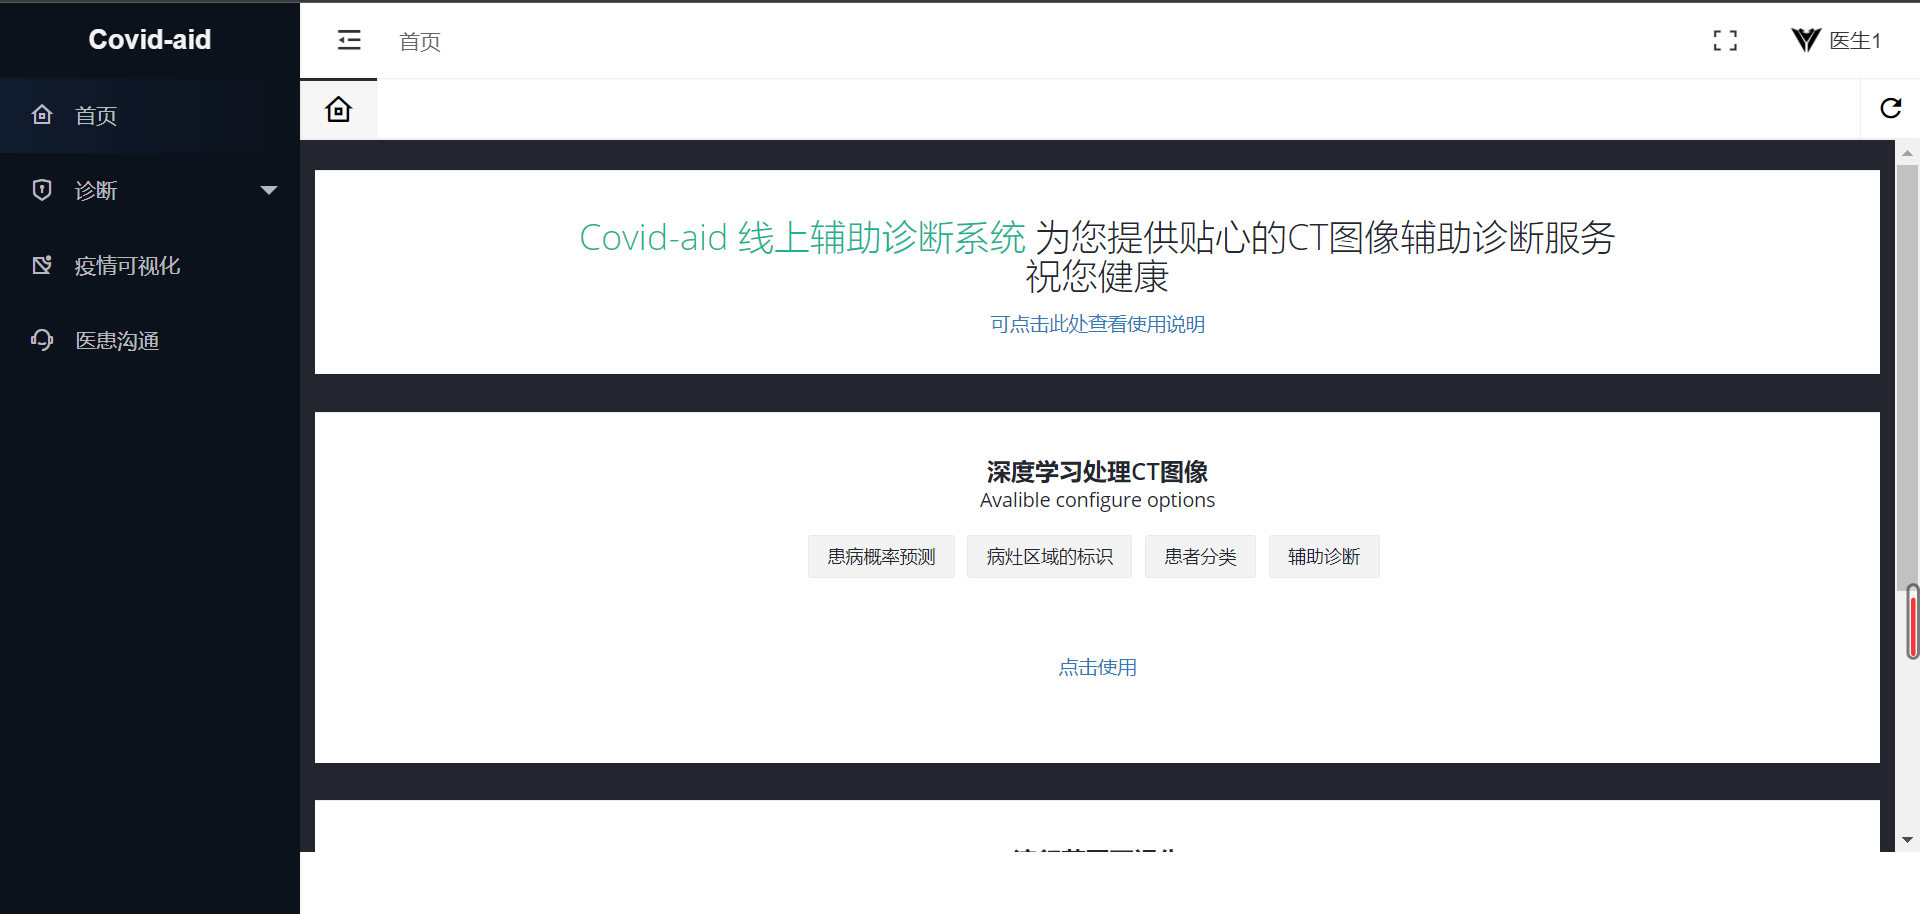 Covid-aid
首页
医生1
首页
诊断
疫情可视化
医患沟通
Covid-aid 线上辅助诊断系统 为您提供贴心的CT图像辅助诊断服务
祝您健康
可点击此处查看使用说明
深度学习处理CT图像
Avalible configure options
患病概率预测 病灶区域的标识 患者分类 辅助诊断
点击使用